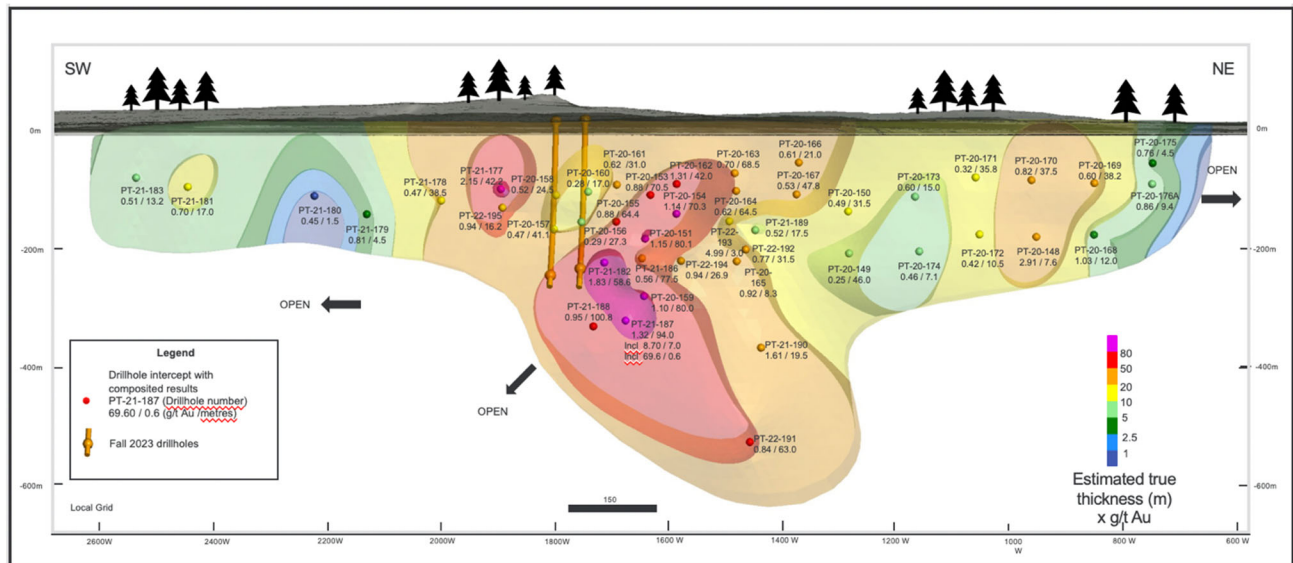 SW
NE
0m
0m
-200m
-200m
-400m
-400m
-600m
-600m
PT-21-183
0.51 / 13.2
PT-21-181
0.70 / 17.0
PT-21-180
0.45 / 1.5
PT-21-179
0.81 / 4.5
PT-21-178
0.47 / 38.5
PT-21-177
2.15 / 42.2
PT-20-158
0.52 / 24.5
PT-22-195
0.94 / 16.2
PT-20-157
0.47 / 41.1
PT-20-160
0.28 / 17.0
PT-20-161
0.62 /31.0
PT-20-153
0.88 / 70.5
PT-20-155
0.88 / 64.4
PT-20-156
0.29 / 27.3
PT-20-162
1.31 / 42.0
PT-20-154
1.14 / 70.3
PT-20-151
1.15 / 80.1
PT-20-163
0.70 / 68.5
PT-20-164
0.62 / 64.5
PT-20-166
0.61 / 21.0
PT-20-167
0.53 / 47.8
PT-20-150
0.49 / 31.5
PT-21-189
0.52 / 17.5
PT-22-
193
4.99 / 3.0
PT-22-192
0.77 / 31.5
PT-20-
165
0.92 / 8.3
PT-22-194
0.94 / 26.9
PT-21-186
0.56 / 77.5
PT-21-182
1.83 / 58.6
PT-20-159
1.10 / 80.0
PT-21-188
0.95 / 100.8
PT-21-187
1.32 / 94.0
Incl 8.70 / 7.0
Incl 69.6 / 0.6
PT-21-190
1.61 / 19.5
PT-22-191
0.84 / 63.0
PT-20-149
0.25 / 46.0
PT-20-173
0.60 / 15.0
PT-20-174
0.46 / 7.1
PT-20-171
0.32 / 35.8
PT-20-172
0.42 / 10.5
PT-20-170
0.82 / 37.5
PT-20-148
2.91 / 7.6
PT-20-169
0.60 / 38.2
PT-20-168
1.03 / 12.0
PT-20-175
0.76 / 4.5
PT-20-176A
0.86 / 9.4
OPEN
OPEN
OPEN
Legend
Drillhole intercept with
composited results
PT-21-187 (Drillhole number)
69.60 / 0.6 (g/t Au /metres)
Fall 2023 drillholes
80
50
20
10
5
2.5
1
Estimated true
thickness (m)
x g/t Au
Local Grid
150
2600W
2400W
2200W
2000W
1800W
1600 W
1400 W
1200 W
1000
W
800 W
600 W